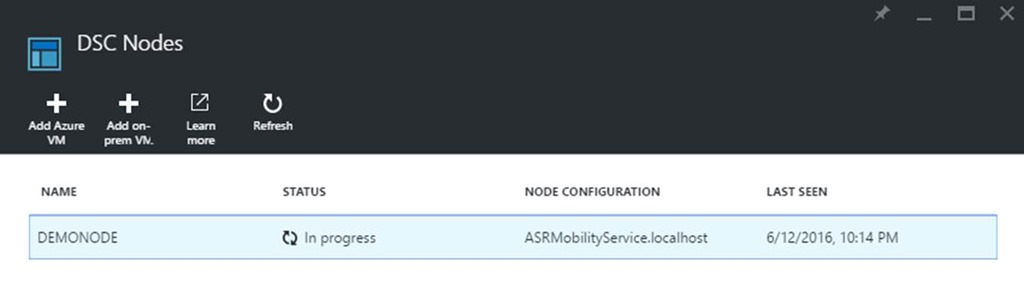 DSC Nodes
Add Azure VM
Add on-prem VM.
Learn more
Refresh
NAME STATUS NODE CONFIGURATION LAST SEEN
DEMONODE In progress ASRMobilityService.localhost 6/12/2016, 10:14 PM